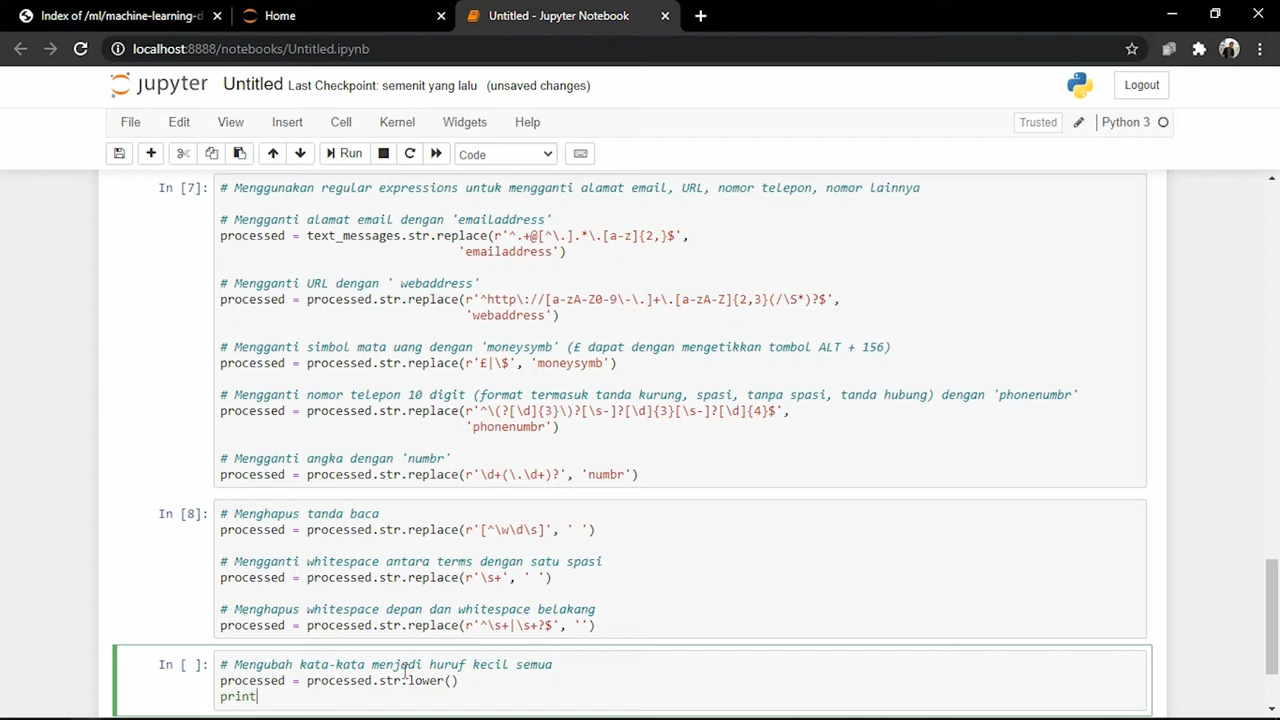 Index of /ml/machine-learning-d
Home
Untitled - Jupyter Notebook
localhost:8888/notebooks/Untitled.ipynb
jupyter Untitled Last Checkpoint: semenit yang lalu (unsaved changes)
Logout
File Edit View Insert Cell Kernel Widgets Help
Trusted
Python 3
Run
Code
In [7]:
# Menggunakan regular expressions untuk mengganti alamat email, URL, nomor telepon, nomor lainnya
# Mengganti alamat email dengan 'emailaddress'
processed = text_messages.str.replace(r'^.+@[^\.].*\.[a-z]{2,}$',
'emailaddress')
# Mengganti URL dengan ' webaddress'
processed = processed.str.replace(r'^http\://[a-zA-Z0-9\-\.]+\.[a-zA-Z]{2,3}(/\S*)?$',
'webaddress')
# Mengganti simbol mata uang dengan 'moneysymb' (£ dapat dengan mengetikkan tombol ALT + 156)
processed = processed.str.replace(r'£|\$', 'moneysymb')
# Mengganti nomor telepon 10 digit (format termasuk tanda kurung, spasi, tanpa spasi, tanda hubung) dengan 'phonenumbr'
processed = processed.str.replace(r'^\(?[\d]{3}\)?[\s-]?[\d]{3}[\s-]?[\d]{4}$',
'phonenumbr')
# Mengganti angka dengan 'numbr'
processed = processed.str.replace(r'\d+(\.\d+)?', 'numbr')
In [8]:
# Menghapus tanda baca
processed = processed.str.replace(r'[^\w\d\s]', ' ')
# Mengganti whitespace antara terms dengan satu spasi
processed = processed.str.replace(r'\s+', ' ')
# Menghapus whitespace depan dan whitespace belakang
processed = processed.str.replace(r'^\s+|\s+?$', '')
In [ ]:
# Mengubah kata-kata menjadi huruf kecil semua
processed = processed.str.lower()
print